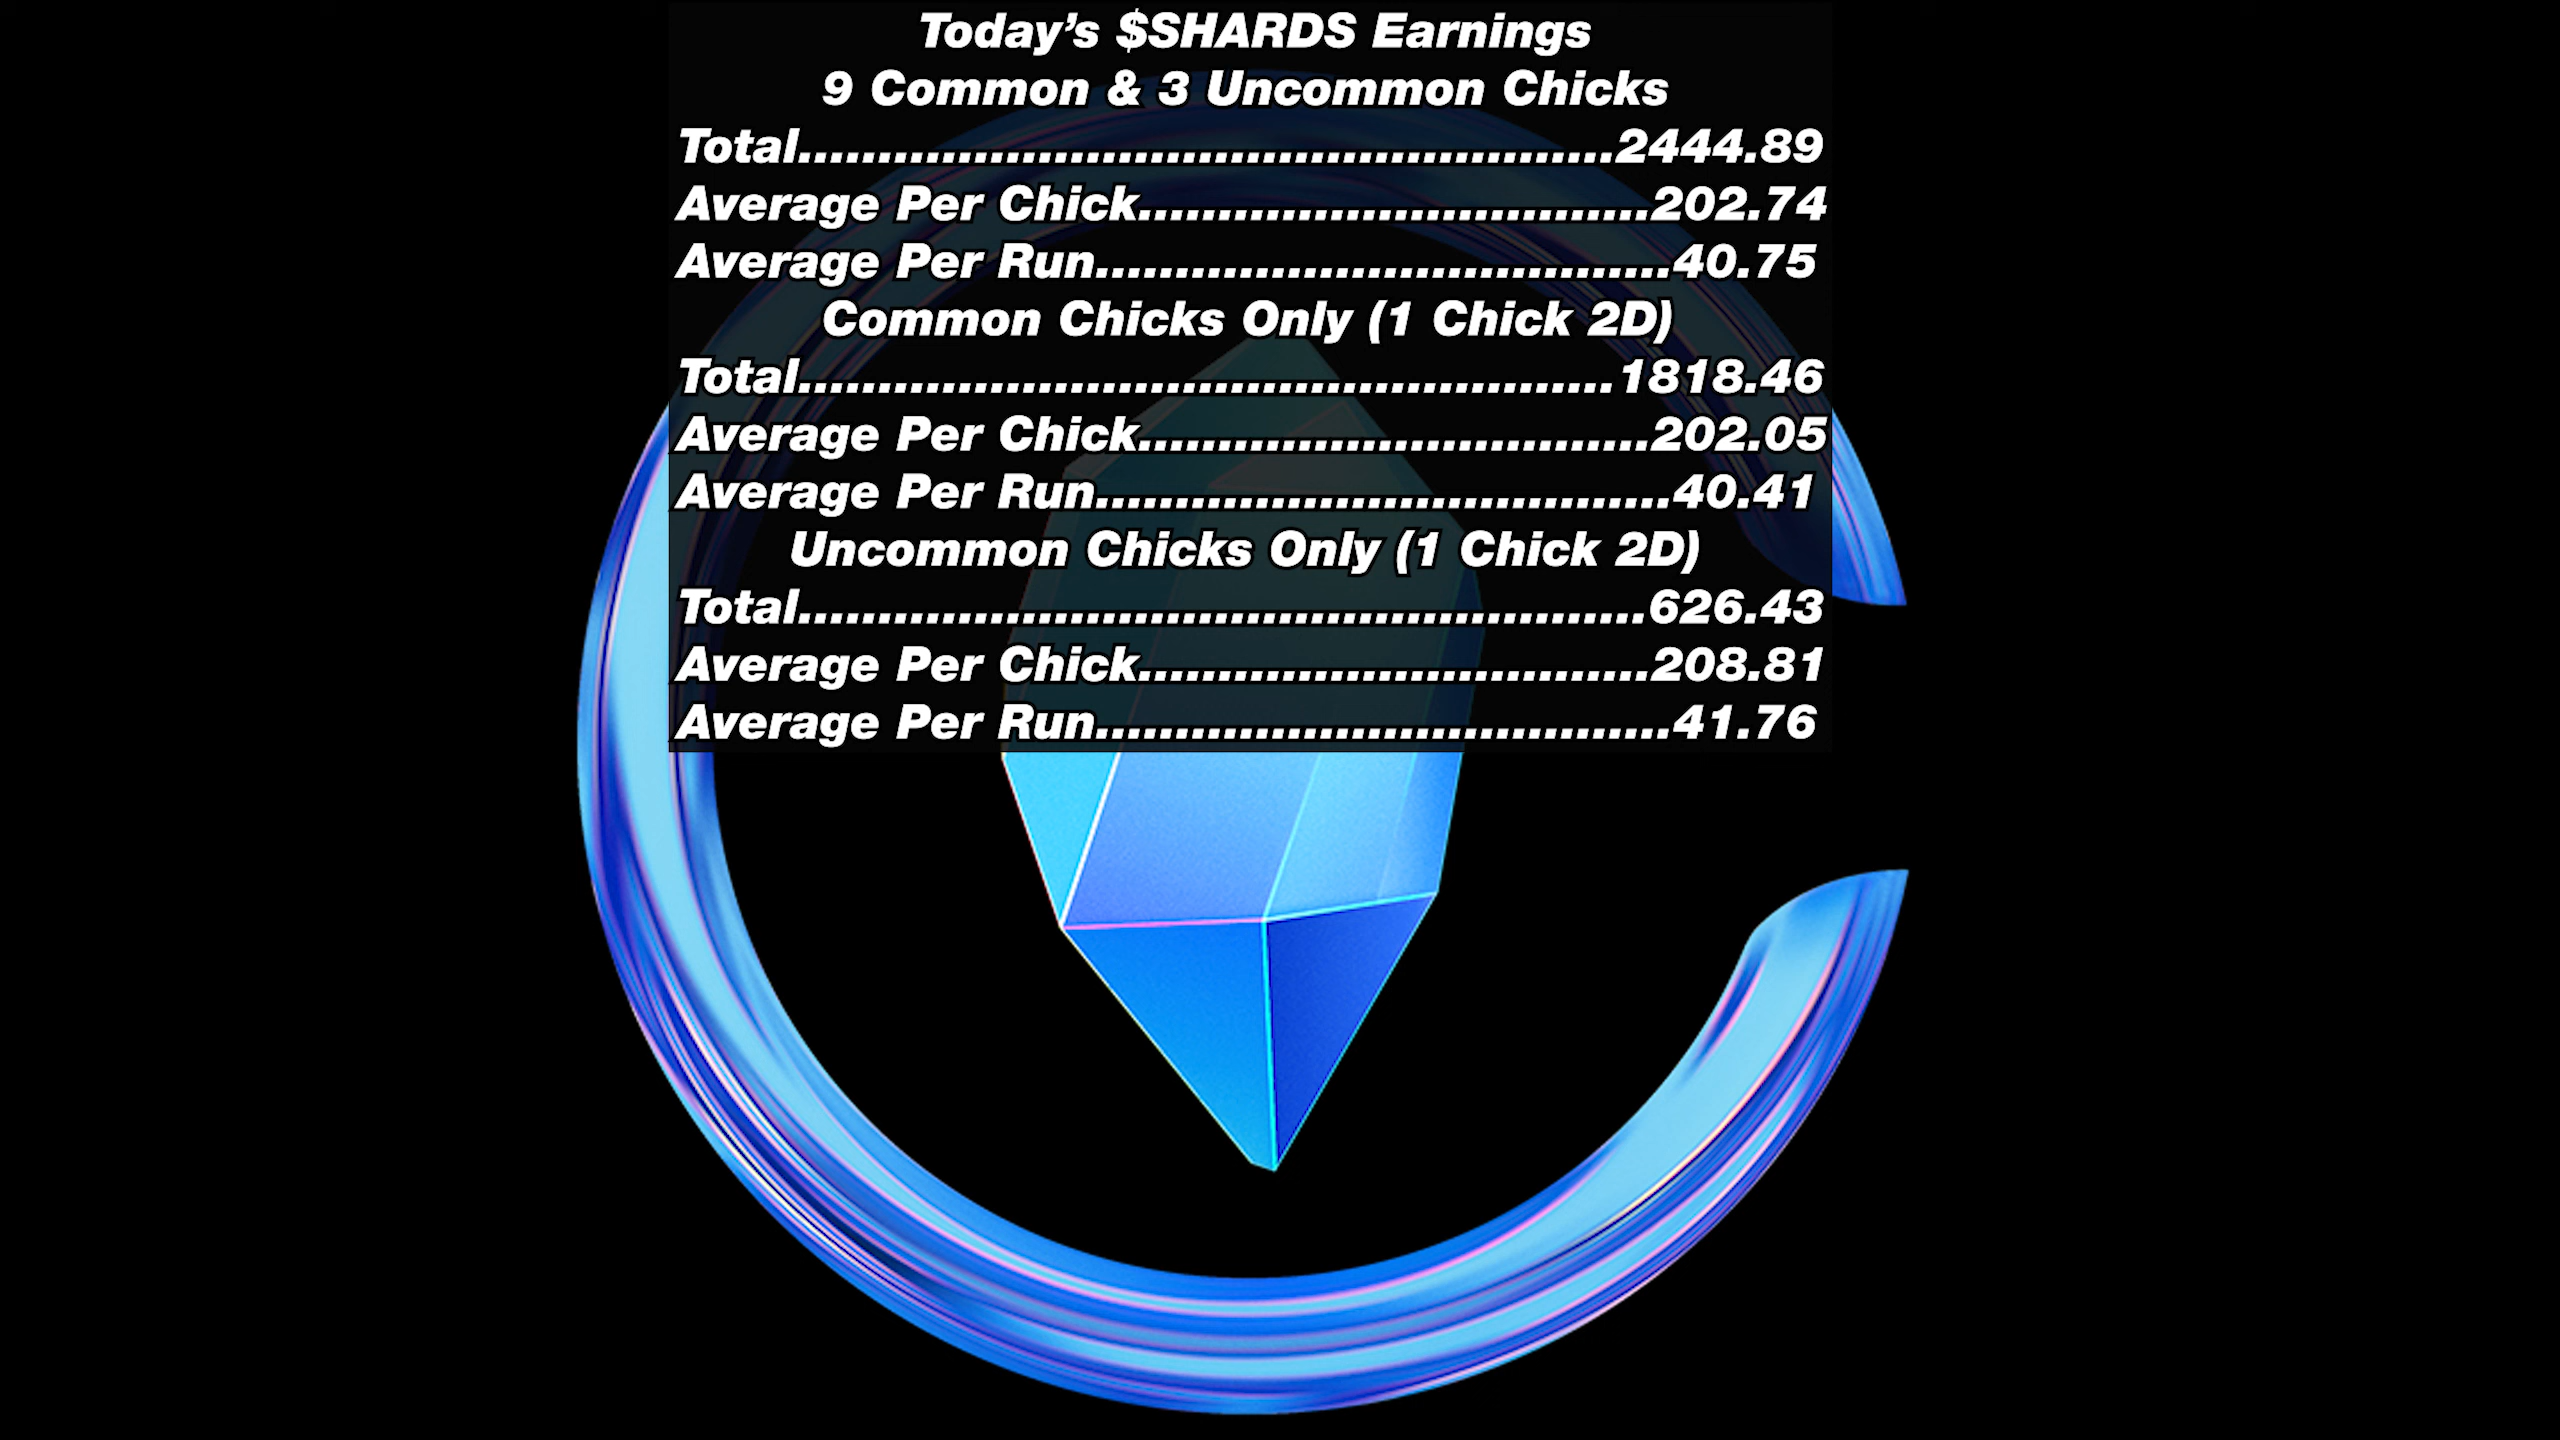 Today’s $SHARDS Earnings
9 Common & 3 Uncommon Chicks
Total...................................................2444.89
Average Per Chick................................202.74
Average Per Run....................................40.75
Common Chicks Only (1 Chick 2D)
Total...................................................1818.46
Average Per Chick................................202.05
Average Per Run....................................40.41
Uncommon Chicks Only (1 Chick 2D)
Total.....................................................626.43
Average Per Chick................................208.81
Average Per Run....................................41.76